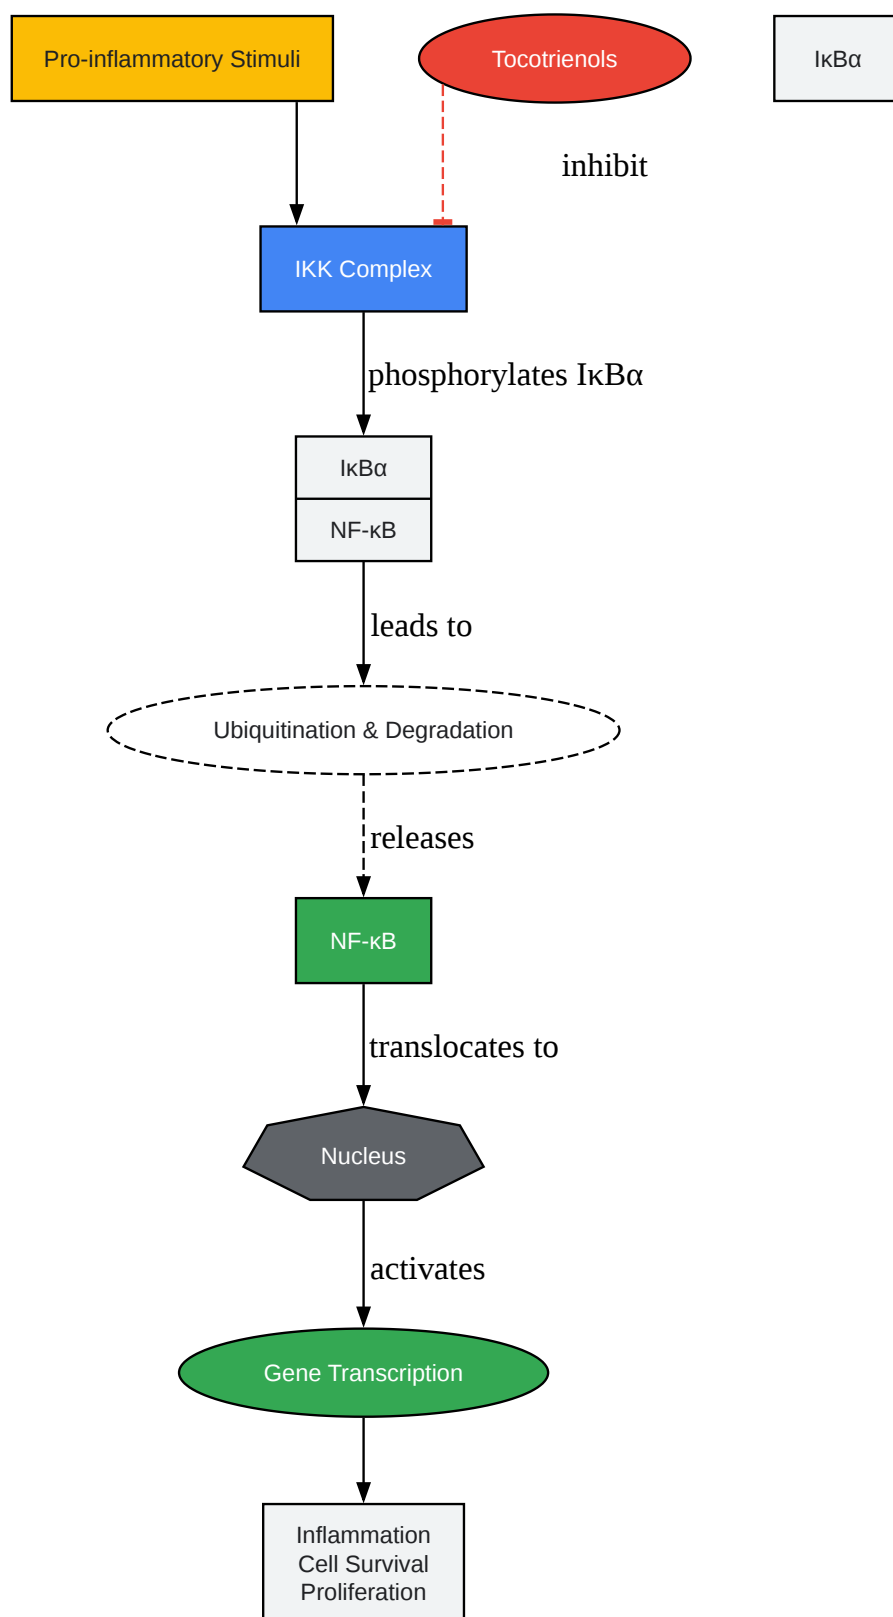 Pro-inflammatory Stimuli
Tocotrienols
IκBα
inhibit
IKK Complex
phosphorylates IκBα
IκBα
NF-κB
leads to
Ubiquitination & Degradation
releases
NF-κB
translocates to
Nucleus
activates
Gene Transcription
Inflammation
Cell Survival
Proliferation